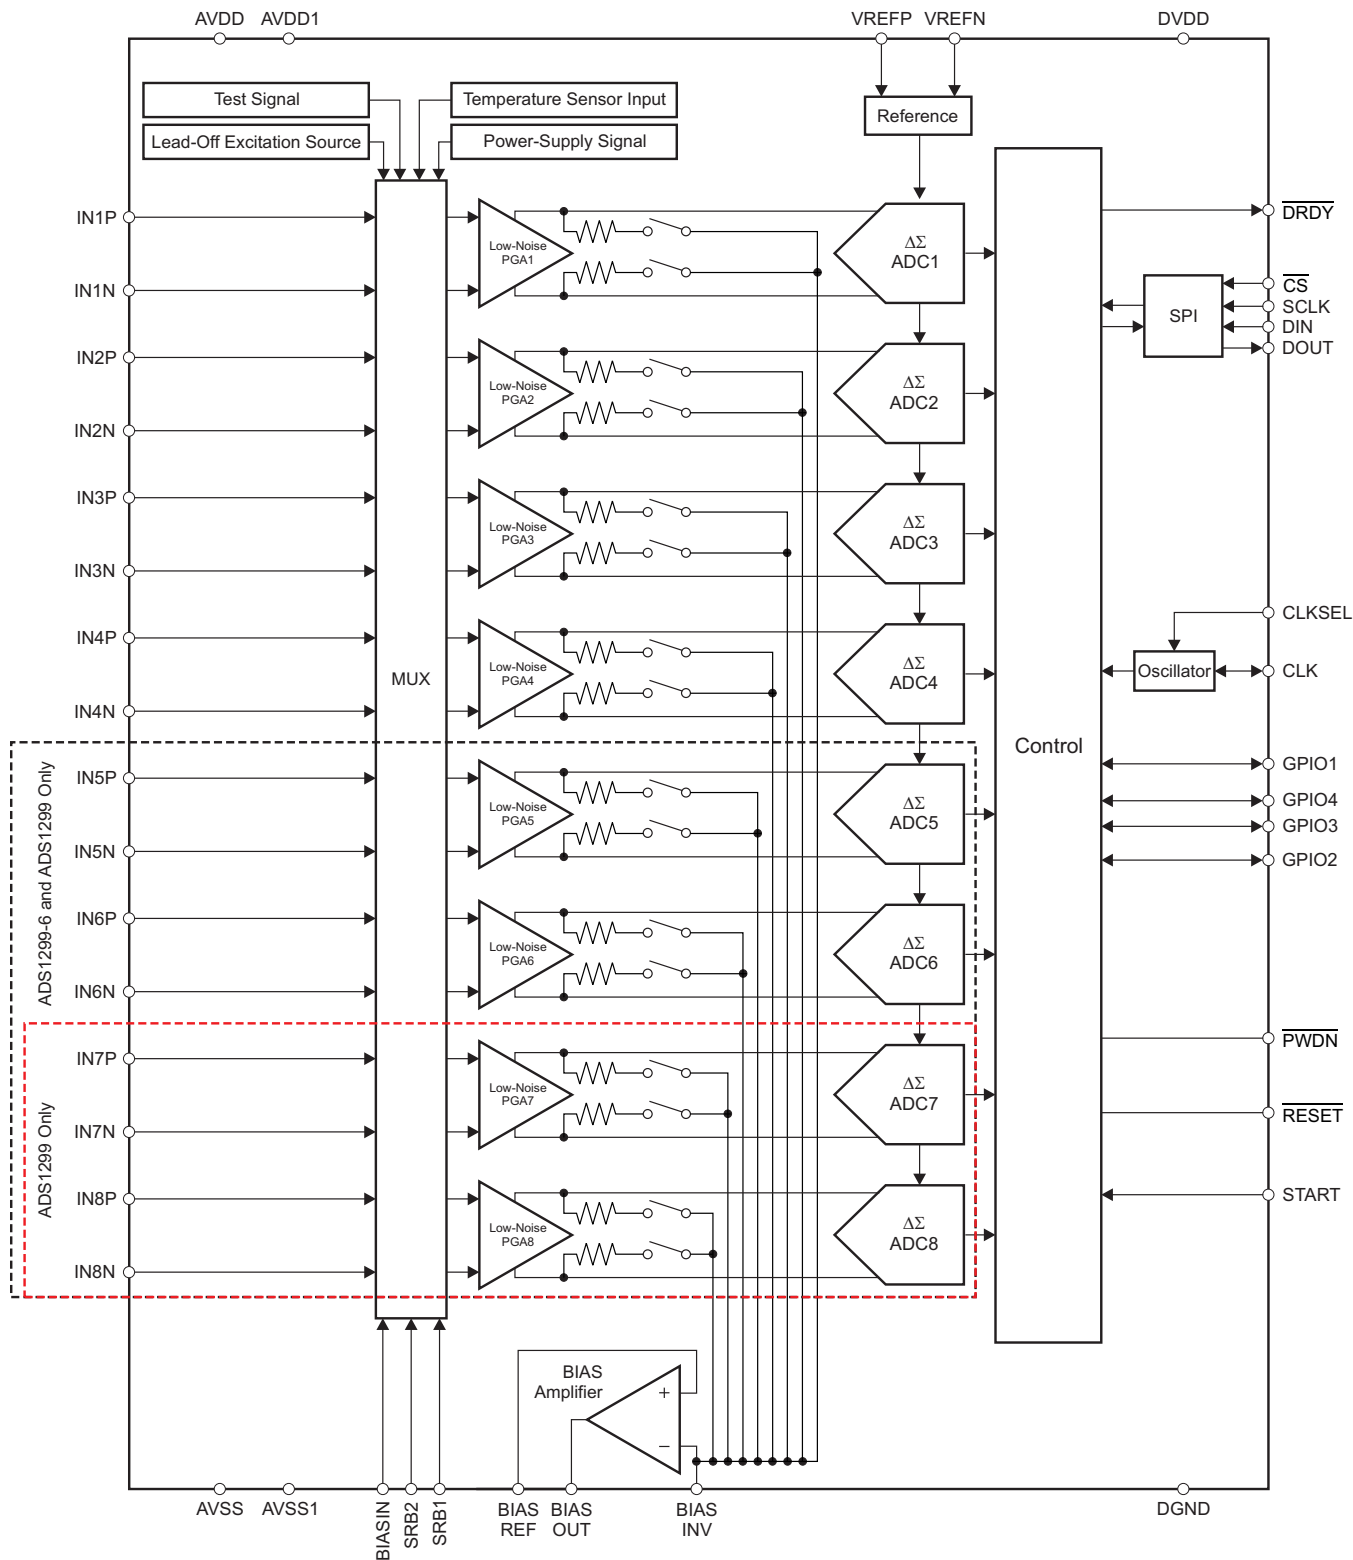 AVDD AVDD1 VREFP VREFN DVDD
Test Signal
Temperature Sensor Input
Lead-Off Excitation Source
Power-Supply Signal
Reference
IN1P
IN1N
IN2P
IN2N
IN3P
IN3N
IN4P
IN4N
IN5P
IN5N
IN6P
IN6N
IN7P
IN7N
IN8P
IN8N
ADS1299-6 and ADS1299 Only
ADS1299 Only
MUX
Low-Noise
PGA1
Low-Noise
PGA2
Low-Noise
PGA3
Low-Noise
PGA4
Low-Noise
PGA5
Low-Noise
PGA6
Low-Noise
PGA7
Low-Noise
PGA8
ΔΣ
ADC1
ΔΣ
ADC2
ΔΣ
ADC3
ΔΣ
ADC4
ΔΣ
ADC5
ΔΣ
ADC6
ΔΣ
ADC7
ΔΣ
ADC8
Control
SPI
Oscillator
DRDY
CS
SCLK
DIN
DOUT
CLKSEL
CLK
GPIO1
GPIO4
GPIO3
GPIO2
PWDN
RESET
START
BIAS
Amplifier
+
−
AVSS AVSS1
BIASIN
SRB2
SRB1
BIAS
REF
BIAS
OUT
BIAS
INV
DGND